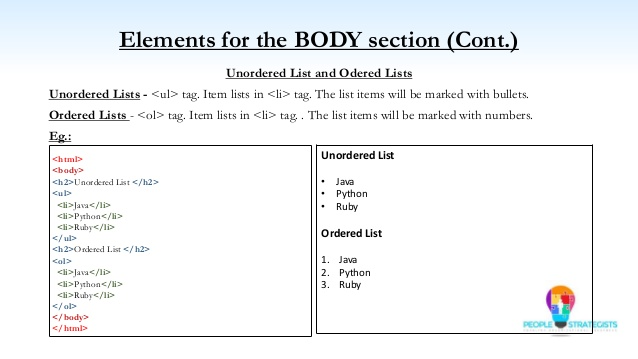 Elements for the BODY section (Cont.)
Unordered List and Odered Lists
Unordered Lists - <ul> tag. Item lists in <li> tag. The list items will be marked with bullets.
Ordered Lists - <ol> tag. Item lists in <li> tag. . The list items will be marked with numbers.
Eg.:
<html>
<body>
<h2>Unordered List </h2>
<ul>
<li>Java</li>
<li>Python</li>
<li>Ruby</li>
</ul>
<h2>Ordered List </h2>
<ol>
<li>Java</li>
<li>Python</li>
<li>Ruby</li>
</ol>
</body>
</html>
Unordered List
• Java
• Python
• Ruby
Ordered List
1. Java
2. Python
3. Ruby
PEOPLE STRATEGISTS